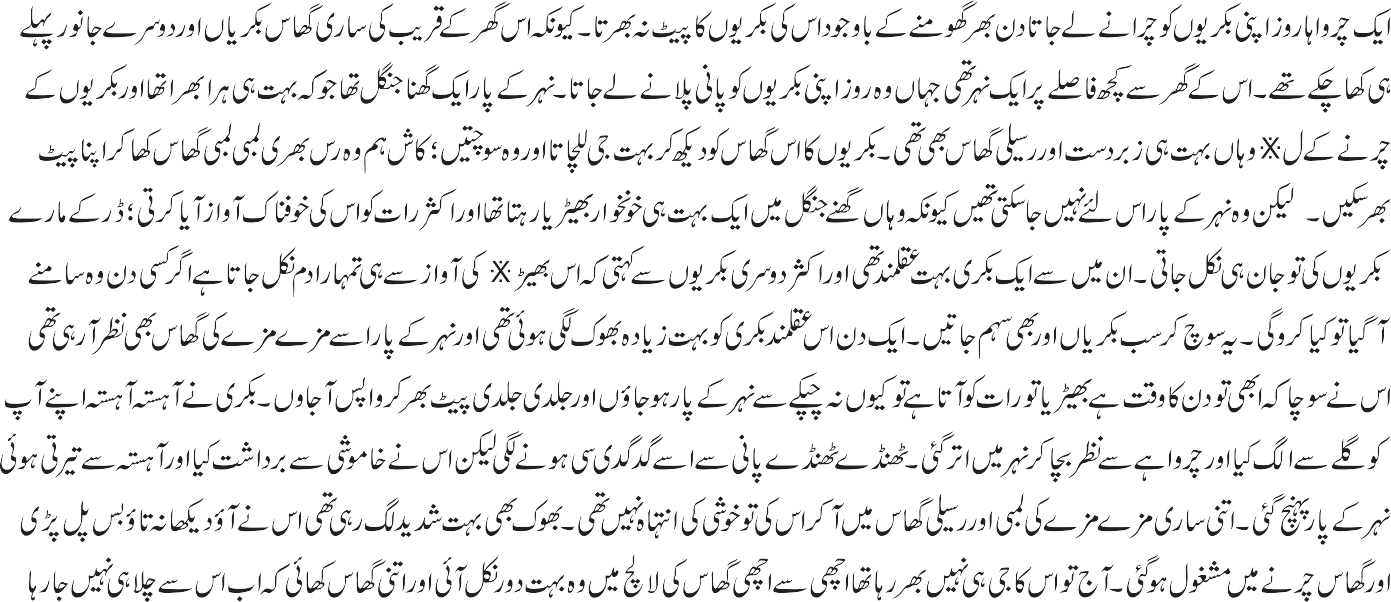 ایک چرواہا روز اپنی بکریوں کو چرانے لے جاتا دن بھر گھومنے کے باوجود اس کی بکریوں کا پیٹ نہ بھرتا۔ کیونکہ اس گھر کے قریب کی ساری گھاس بکریاں اور دوسرے جانور پہلے
ہی کھا چکے تھے۔ اس کے گھر سے کچھ فاصلے پر ایک نہر تھی جہاں وہ روز اپنی بکریوں کو پانی پلانے لے جاتا۔ نہر کے پار ایک گھنا جنگل تھا جو کہ بہت ہی ہرا بھرا تھا اور بکریوں کے
چرنے کے ل※ وہاں بہت ہی زبردست اور رسیلی گھاس بھی تھی۔ بکریوں کا اس گھاس کو دیکھ کر بہت جی للچاتا اور وہ سوچتیں؛ کاش ہم وہ رس بھری لمبی لمبی گھاس کھا کر اپنا پیٹ
بھر سکیں۔ لیکن وہ نہر کے پار اس لئے نہیں جا سکتی تھیں کیونکہ وہاں گھنے جنگل میں ایک بہت ہی خونخوار بھیڑیا رہتا تھا اور اکثر رات کو اس کی خوفناک آواز آیا کرتی؛ ڈر کے مارے
بکریوں کی تو جان ہی نکل جاتی۔ ان میں سے ایک بکری بہت عقلمند تھی اور اکثر دوسری بکریوں سے کہتی کہ اس بھیڑ※ کی آواز سے ہی تمہارا دم نکل جاتا ہے اگر کسی دن وہ سامنے
آ گیا تو کیا کرو گی۔ یہ سوچ کر سب بکریاں اور بھی سہم جاتیں۔ ایک دن اس عقلمند بکری کو بہت زیادہ بھوک لگی ہوئی تھی اور نہر کے پار اسے مزے مزے کی گھاس بھی نظر آ رہی تھی
اس نے سوچا کہ ابھی تو دن کا وقت ہے بھیڑیا تو رات کو آتا ہے تو کیوں نہ چپکے سے نہر کے پار ہو جاؤں اور جلدی جلدی پیٹ بھر کر واپس آ جاوں۔ بکری نے آہستہ آہستہ اپنے آپ
کو گلے سے الگ کیا اور چرواہے سے نظر بچا کر نہر میں اتر گئی۔ ٹھنڈے ٹھنڈے پانی سے اسے گدگدی سی ہونے لگی لیکن اس نے خاموشی سے برداشت کیا اور آہستہ سے تیرتی ہوئی
نہر کے پار پہنچ گئی۔ اتنی ساری مزے مزے کی لمبی اور رسیلی گھاس میں آ کر اس کی تو خوشی کی انتہاہ نہیں تھی۔ بھوک بھی بہت شدید لگ رہی تھی اس نے آؤ دیکھا نہ تاؤ بس پل پڑی
اور گھاس چرنے میں مشغول ہو گئی۔ آج تو اس کا جی ہی نہیں بھر رہا تھا اچھی سے اچھی گھاس کی لالچ میں وہ بہت دور نکل آئی اور اتنی گھاس کھائی کہ اب اس سے چلا ہی نہیں جا رہا